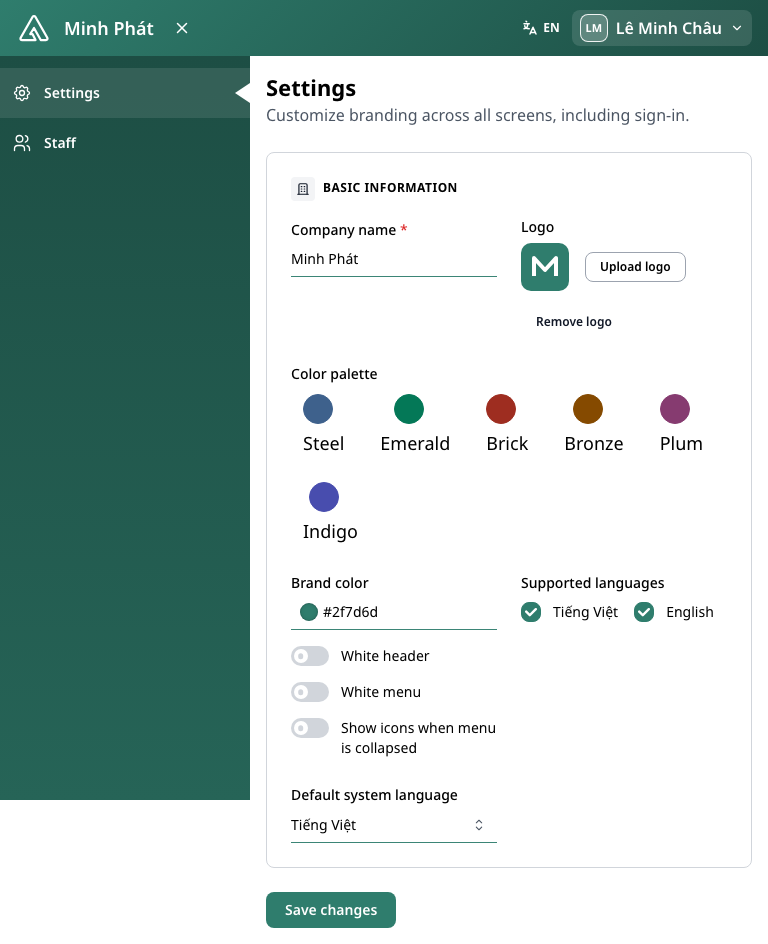 Minh Phát
EN
LM
Lê Minh Châu
Settings
Staff
Settings
Customize branding across all screens, including sign-in.
BASIC INFORMATION
Company name *
Minh Phát
Logo
M
Upload logo
Remove logo
Color palette
Steel
Emerald
Brick
Bronze
Plum
Indigo
Brand color
#2f7d6d
Supported languages
Tiếng Việt
English
White header
White menu
Show icons when menu
is collapsed
Default system language
Tiếng Việt
Save changes